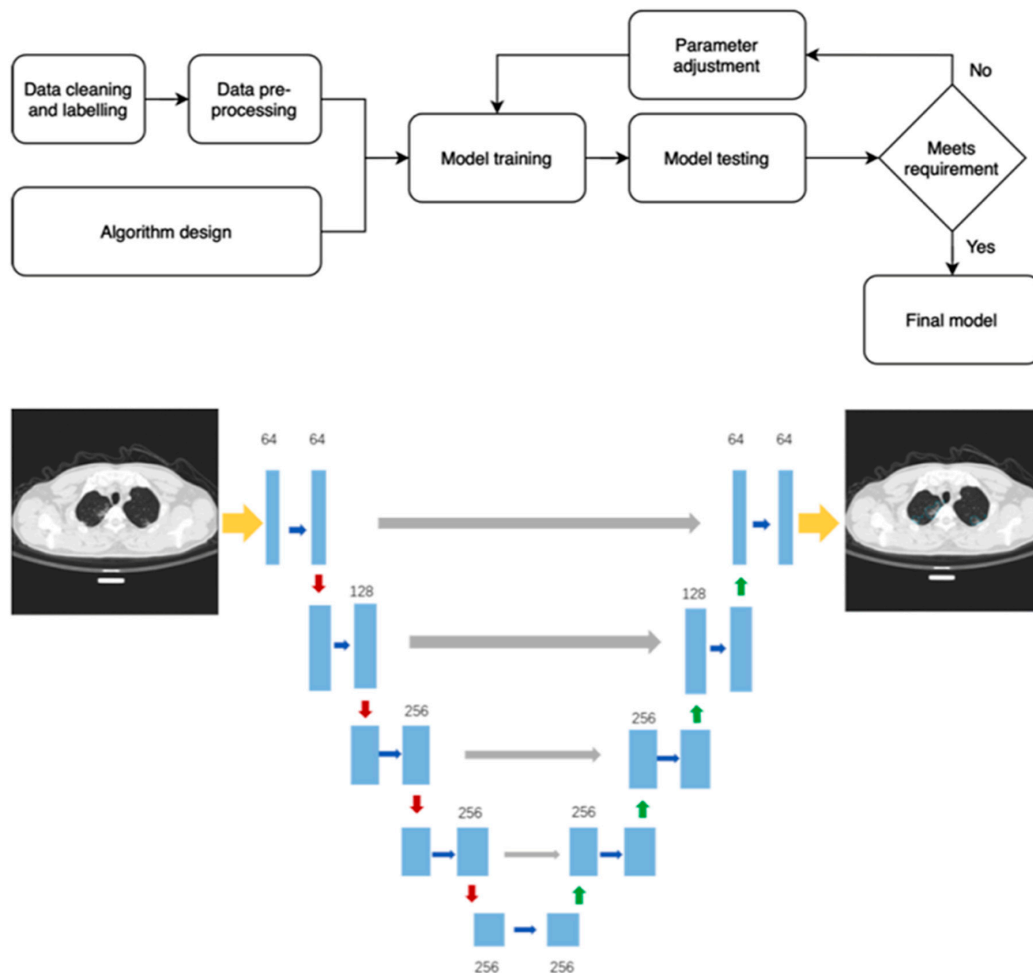 Data cleaning
and labelling
Data pre-
processing
Algorithm design
Model training
Parameter
adjustment
Model testing
Meets
requirement
No
Yes
Final model
64
64
64
64
128
128
256
256
256
256
256
256